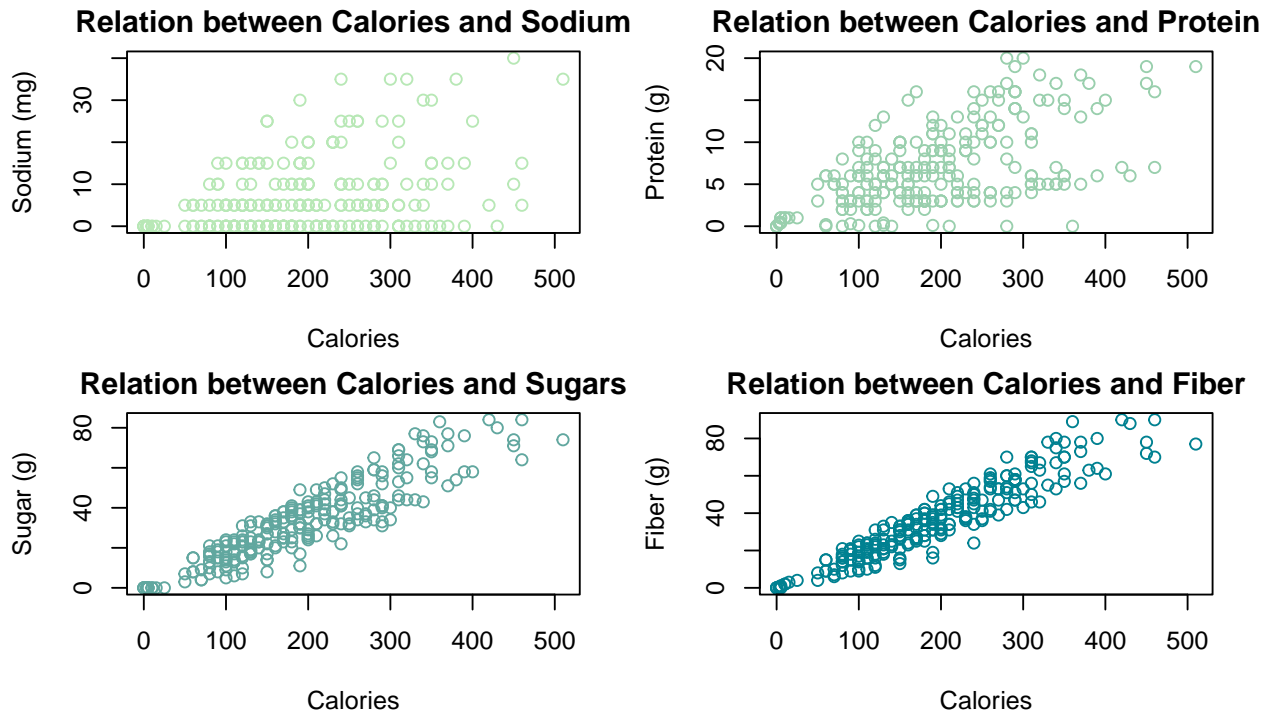 Relation between Calories and Sodium
Sodium (mg)
30
10
0
0 100 200 300 400 500
Calories
Relation between Calories and Protein
Protein (g)
20
10
5
0
0 100 200 300 400 500
Calories
Relation between Calories and Sugars
Sugar (g)
80
40
0
0 100 200 300 400 500
Calories
Relation between Calories and Fiber
Fiber (g)
80
40
0
0 100 200 300 400 500
Calories